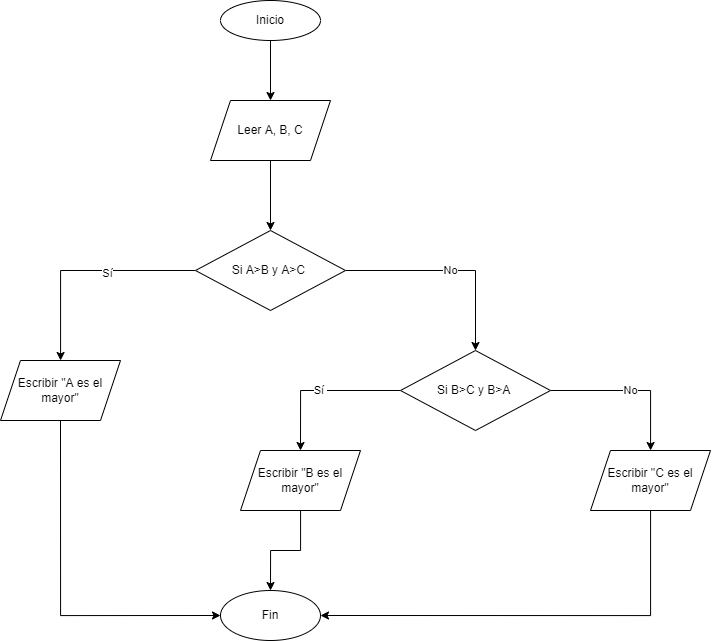 Inicio
Leer A, B, C
Si A>B y A>C
Sí
No
Escribir "A es el
mayor"
Si B>C y B>A
Sí
No
Escribir "B es el
mayor"
Escribir "C es el
mayor"
Fin